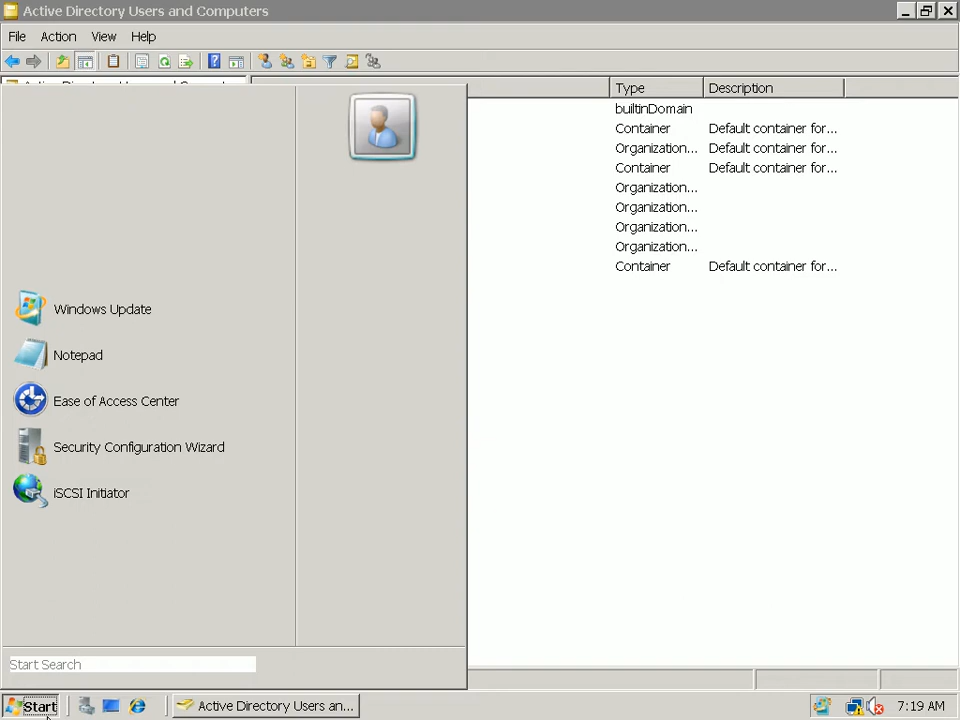 Active Directory Users and Computers
File Action View Help
Type Description
builtinDomain
Container Default container for...
Organization... Default container for...
Container Default container for...
Organization...
Organization...
Organization...
Organization...
Container Default container for...
Windows Update
Notepad
Ease of Access Center
Security Configuration Wizard
iSCSI Initiator
Start Search
Start Active Directory Users an... 7:19 AM